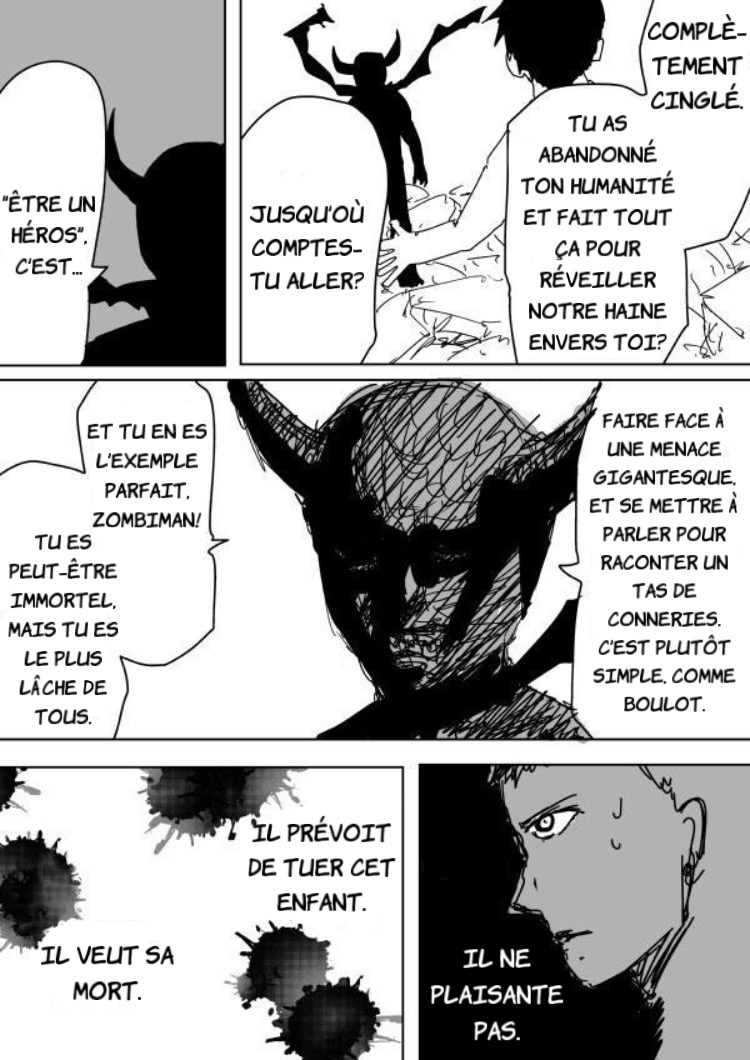 COMPLÈ-
TEMENT
CINGLÉ.
TU AS
ABANDONNÉ
TON HUMANITÉ
ET FAIT TOUT
ÇA POUR
RÉVEILLER
NOTRE HAINE
ENVERS TOI?
JUSQU'OÙ
COMPTES-
TU ALLER?
"ÊTRE UN
HÉROS",
C'EST...
FAIRE FACE À
UNE MENACE
GIGANTESQUE,
ET SE METTRE À
PARLER POUR
RACONTER UN
TAS DE
CONNERIES.
C'EST PLUTÔT
SIMPLE, COMME
BOULOT.
ET TU EN ES
L'EXEMPLE
PARFAIT,
ZOMBIMAN!
TU ES
PEUT-ÊTRE
IMMORTEL,
MAIS TU ES
LE PLUS
LÂCHE DE
TOUS.
IL NE
PLAISANTE
PAS.
IL PRÉVOIT
DE TUER CET
ENFANT.
IL VEUT SA
MORT.